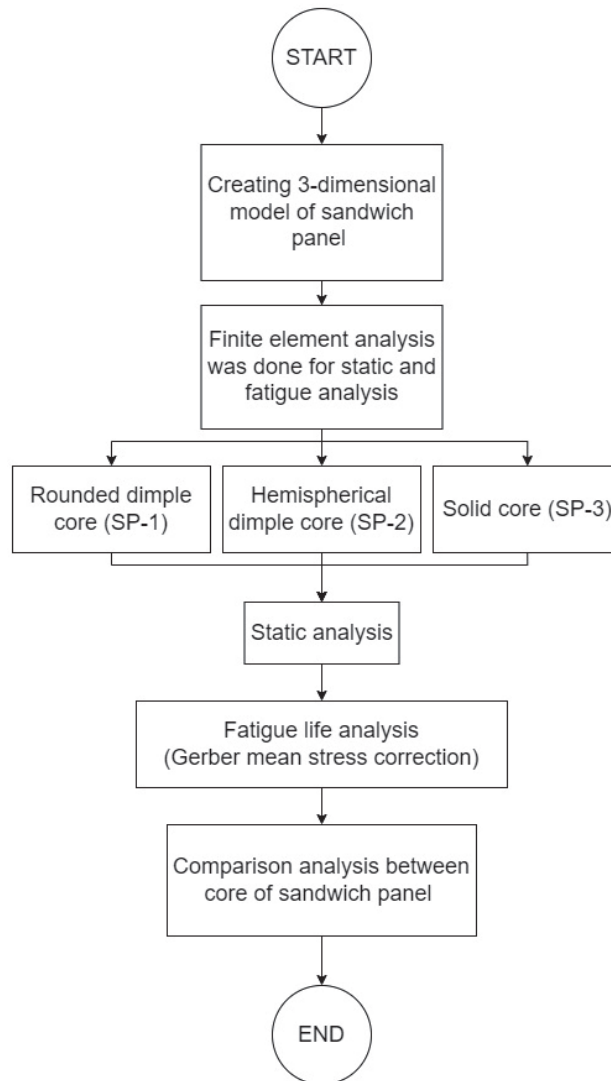 START
Creating 3-dimensional
model of sandwich
panel
Finite element analysis
was done for static and
fatigue analysis
Rounded dimple
core (SP-1)
Hemispherical
dimple core (SP-2)
Solid core (SP-3)
Static analysis
Fatigue life analysis
(Gerber mean stress correction)
Comparison analysis between
core of sandwich panel
END